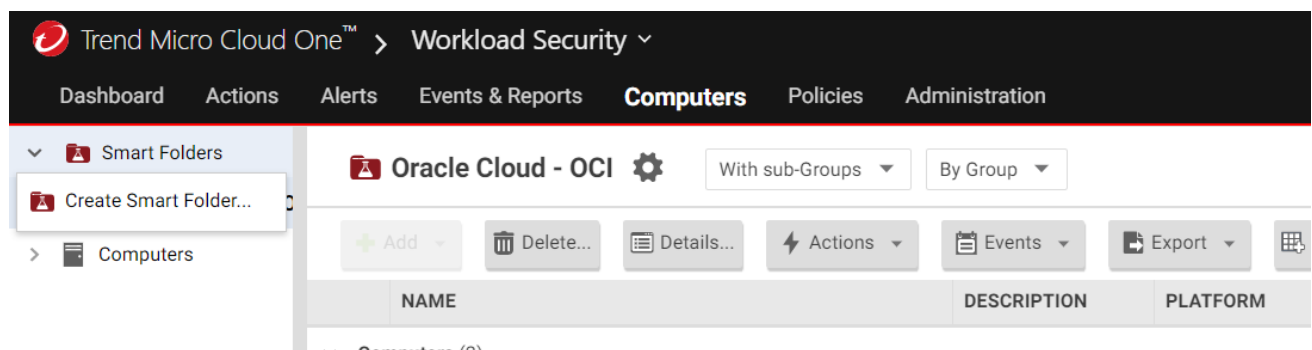 Trend Micro Cloud One™ > Workload Security
Dashboard Actions Alerts Events & Reports Computers Policies Administration
Smart Folders
Create Smart Folder...
Computers
Oracle Cloud - OCI With sub-Groups By Group
Add Delete... Details... Actions Events Export
NAME DESCRIPTION PLATFORM